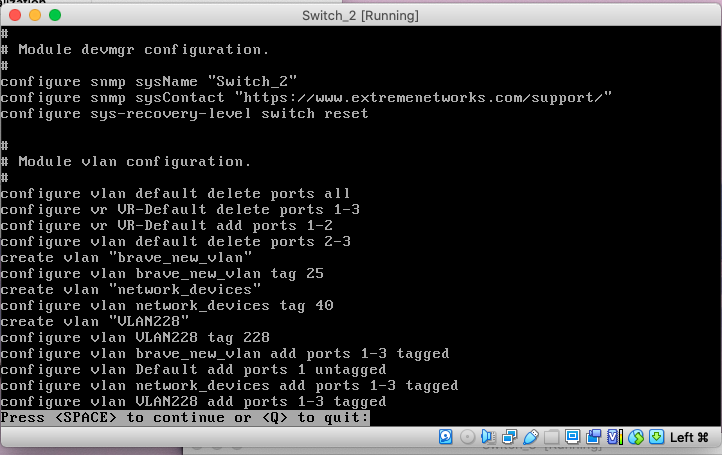 alization
Switch_2 [Running]
#
# Module devmgr configuration.
#
configure snmp sysName "Switch_2"
configure snmp sysContact "https://www.extremenetworks.com/support/"
configure sys-recovery-level switch reset
#
# Module vlan configuration.
#
configure vlan default delete ports all
configure vr VR-Default delete ports 1-3
configure vr VR-Default add ports 1-2
configure vlan default delete ports 2-3
create vlan "brave_new_vlan"
configure vlan brave_new_vlan tag 25
create vlan "network_devices"
configure vlan network_devices tag 40
create vlan "VLAN228"
configure vlan VLAN228 tag 228
configure vlan brave_new_vlan add ports 1-3 tagged
configure vlan Default add ports 1 untagged
configure vlan network_devices add ports 1-3 tagged
configure vlan VLAN228 add ports 1-3 tagged
Press <SPACE> to continue or <Q> to quit:
Left ⌘